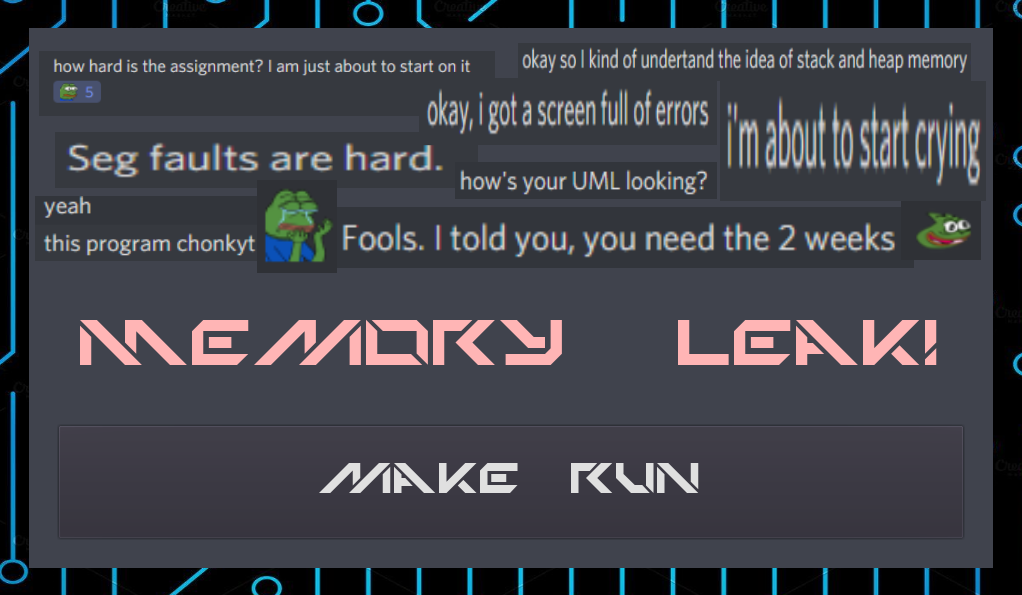 how hard is the assignment? I am just about to start on it
5
okay so I kind of undertand the idea of stack and heap memory
okay, i got a screen full of errors
i'm about to start crying
Seg faults are hard.
how's your UML looking?
yeah
this program chonkyt
Fools. I told you, you need the 2 weeks
MEMORY LEAK!
MAKE RUN